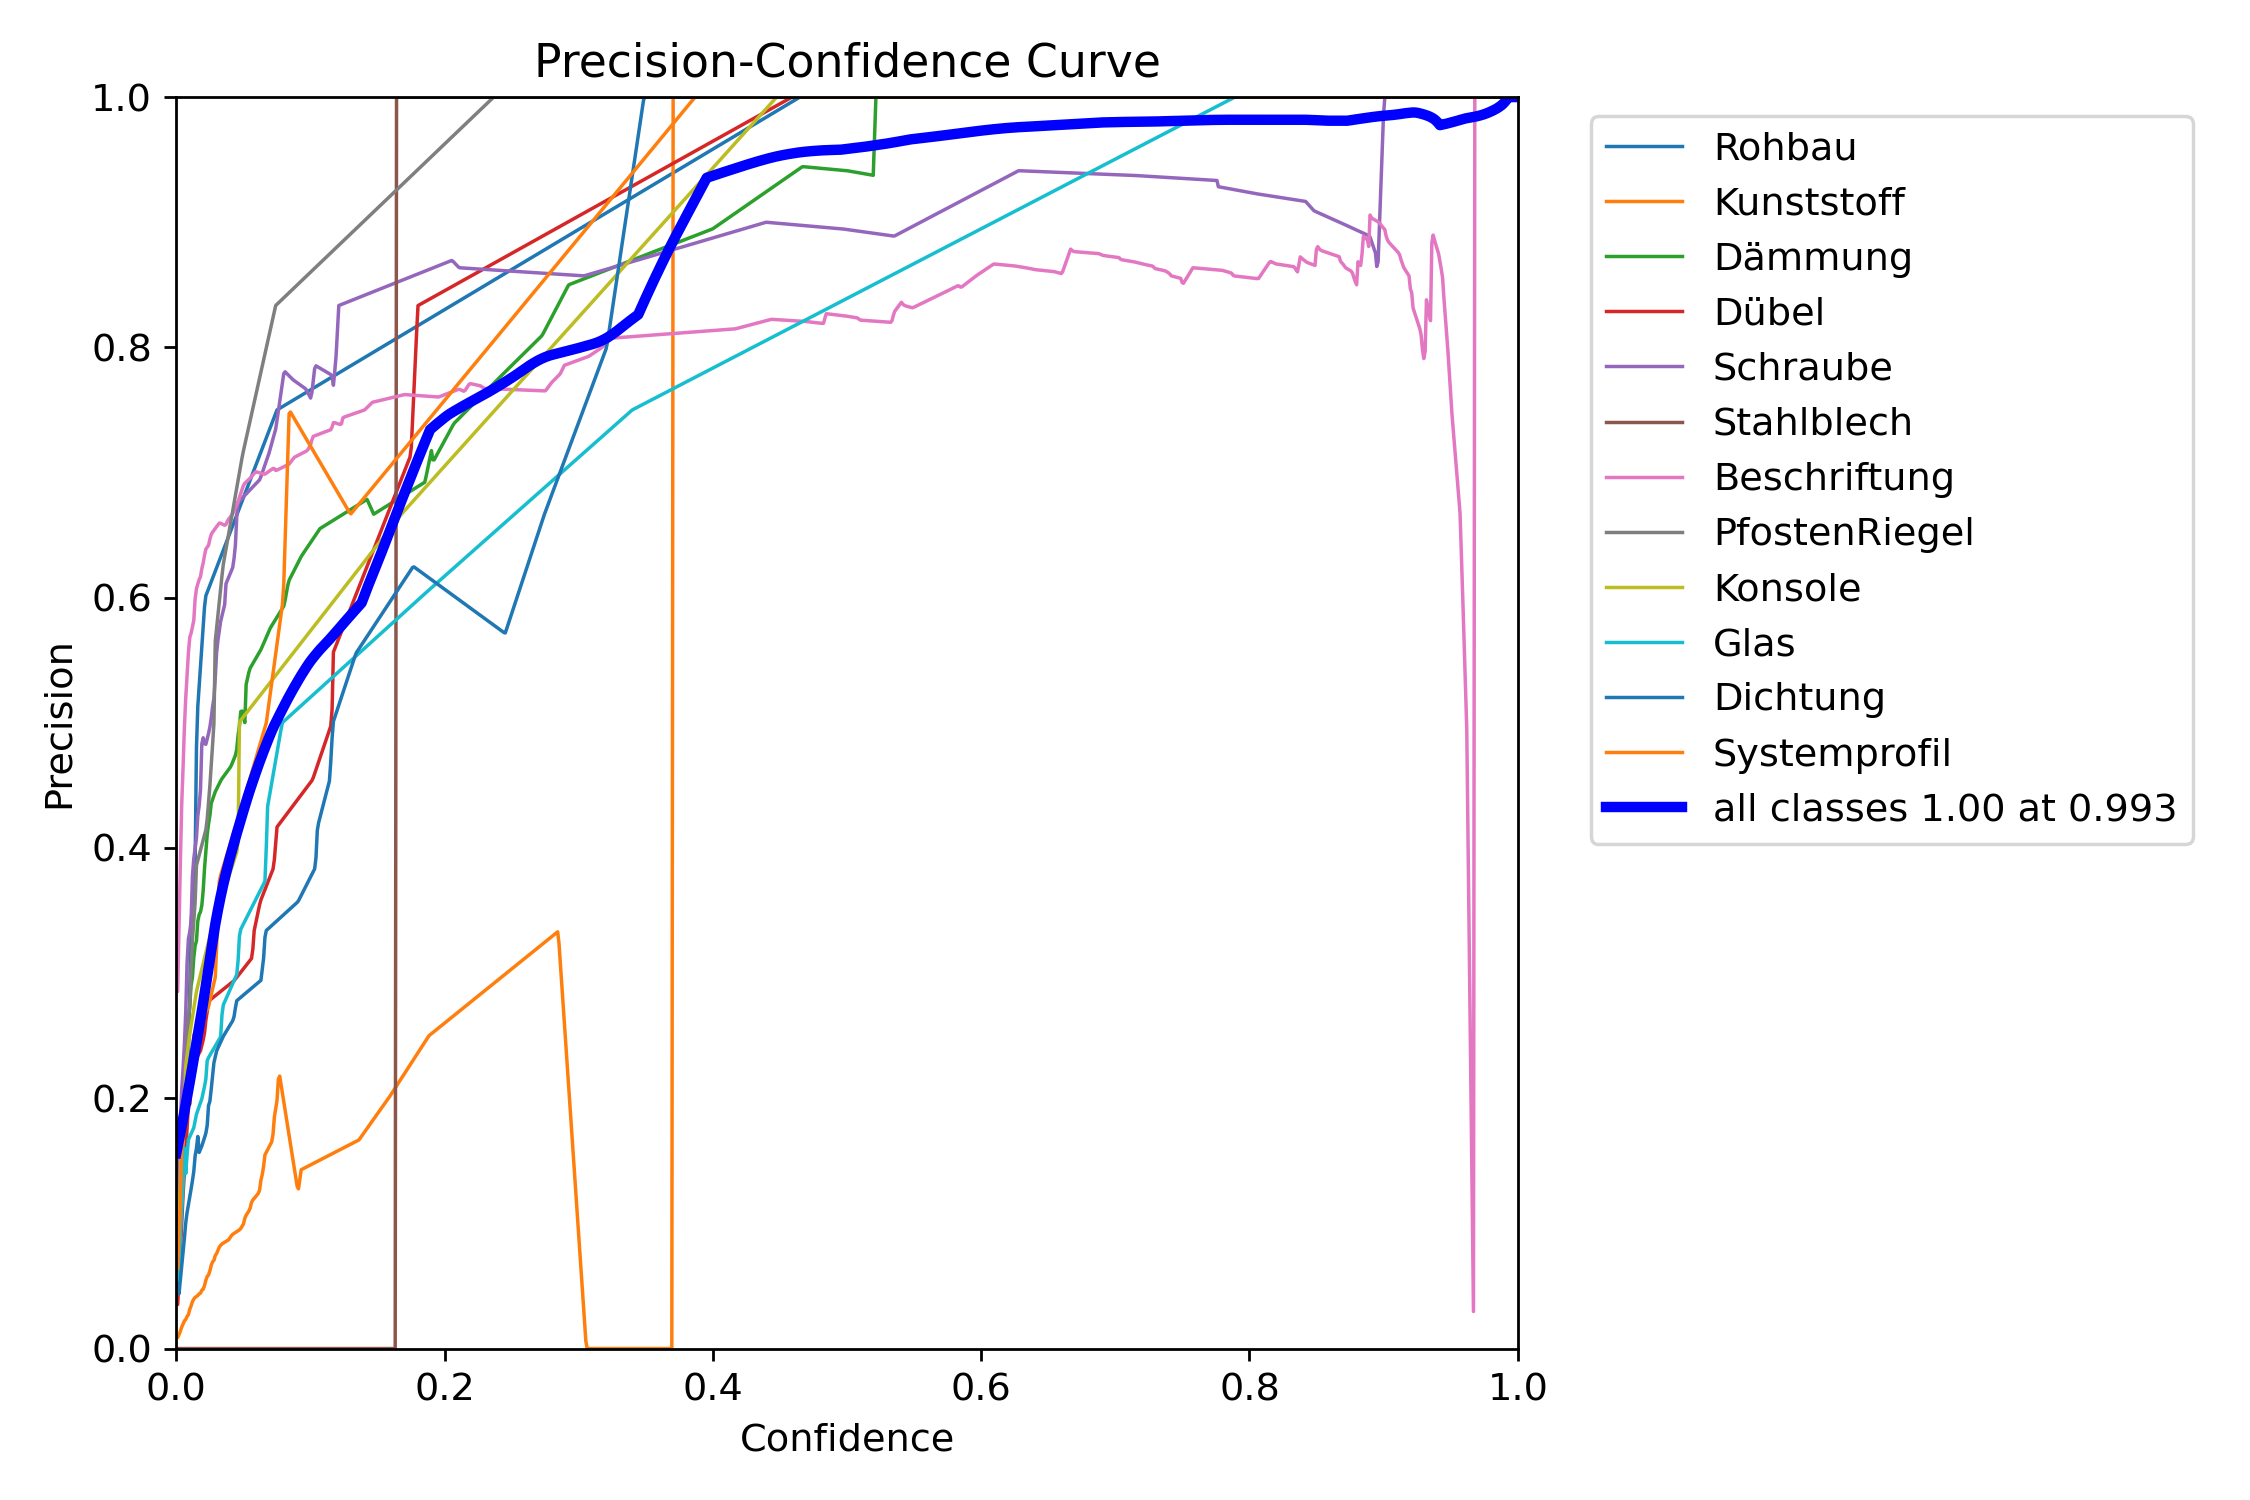 Precision-Confidence Curve
1.0
0.8
0.6
0.4
0.2
0.0
Precision
0.0 0.2 0.4 0.6 0.8 1.0
Confidence
Rohbau
Kunststoff
Dämmung
Dübel
Schraube
Stahlblech
Beschriftung
PfostenRiegel
Konsole
Glas
Dichtung
Systemprofil
all classes 1.00 at 0.993